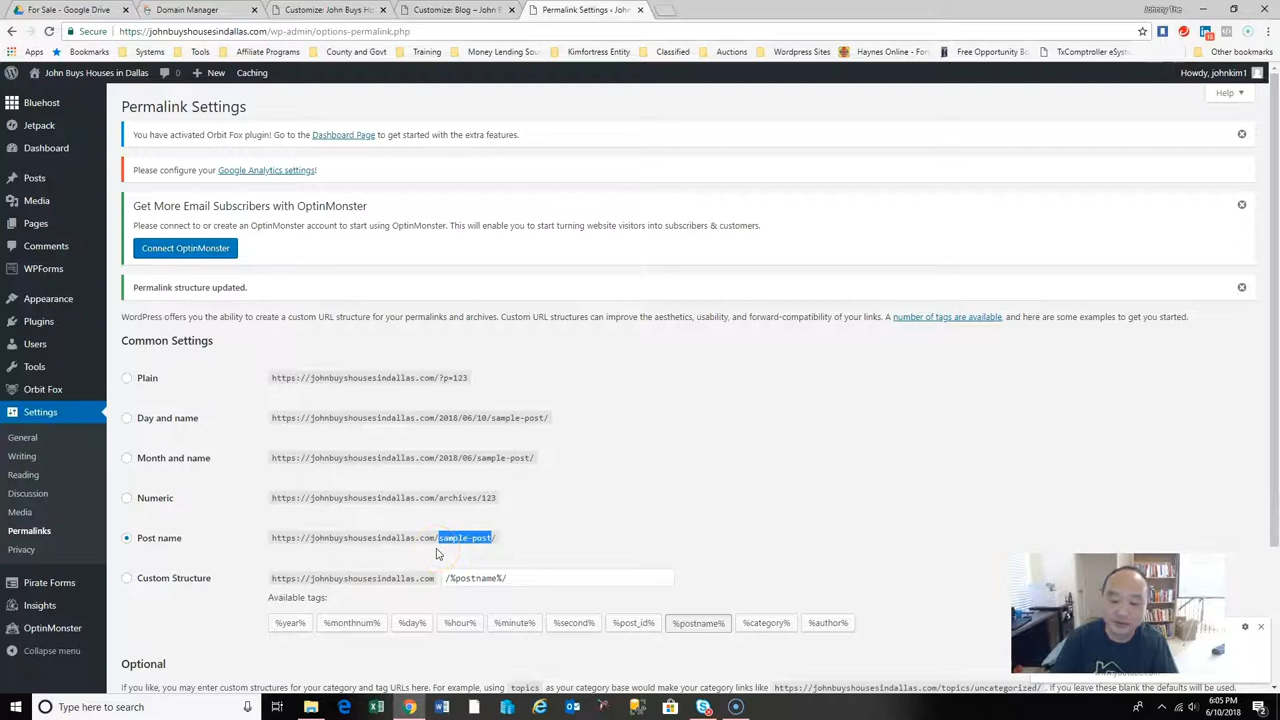 For Sale - Google Drive
Domain Manager
Customize: John Buys Ho
Customize: Blog – John E
Permalink Settings ‹ John
Johnny The
Secure
https://johnbuyshousesindallas.com/wp-admin/options-permalink.php
Apps
Bookmarks
Systems
Tools
Affiliate Programs
County and Govt
Training
Money Lending Sour
Kimfortress Entity
Classified
Auctions
Wordpress Sites
Haynes Online
Free Opportunity Bo
TxComptroller eSyst
Other bookmarks
John Buys Houses in Dallas
0
New
Caching
Howdy, johnkim1
Help
Bluehost
Jetpack
Dashboard
Posts
Media
Pages
Comments
WPForms
Appearance
Plugins
Users
Tools
Orbit Fox
Settings
General
Writing
Reading
Discussion
Media
Permalinks
Privacy
Pirate Forms
Insights
OptinMonster
Collapse menu
Permalink Settings
You have activated Orbit Fox plugin! Go to the Dashboard Page to get started with the extra features.
Please configure your Google Analytics settings!
Get More Email Subscribers with OptinMonster
Please connect to or create an OptinMonster account to start using OptinMonster. This will enable you to start turning website visitors into subscribers & customers.
Connect OptinMonster
Permalink structure updated.
WordPress offers you the ability to create a custom URL structure for your permalinks and archives. Custom URL structures can improve the aesthetics, usability, and forward-compatibility of your links. A number of tags are available, and here are some examples to get you started.
Common Settings
Plain
https://johnbuyshousesindallas.com/?p=123
Day and name
https://johnbuyshousesindallas.com/2018/06/10/sample-post/
Month and name
https://johnbuyshousesindallas.com/2018/06/sample-post/
Numeric
https://johnbuyshousesindallas.com/archives/123
Post name
https://johnbuyshousesindallas.com/sample-post/
Custom Structure
https://johnbuyshousesindallas.com
/%postname%/
Available tags:
%year%
%monthnum%
%day%
%hour%
%minute%
%second%
%post_id%
%postname%
%category%
%author%
Optional
If you like, you may enter custom structures for your category and tag URLs here. For example, using topics as your category base would make your category links like https://johnbuyshousesindallas.com/topics/uncategorized/ . If you leave these blank the defaults will be used.
Type here to search
6:05 PM
6/10/2018